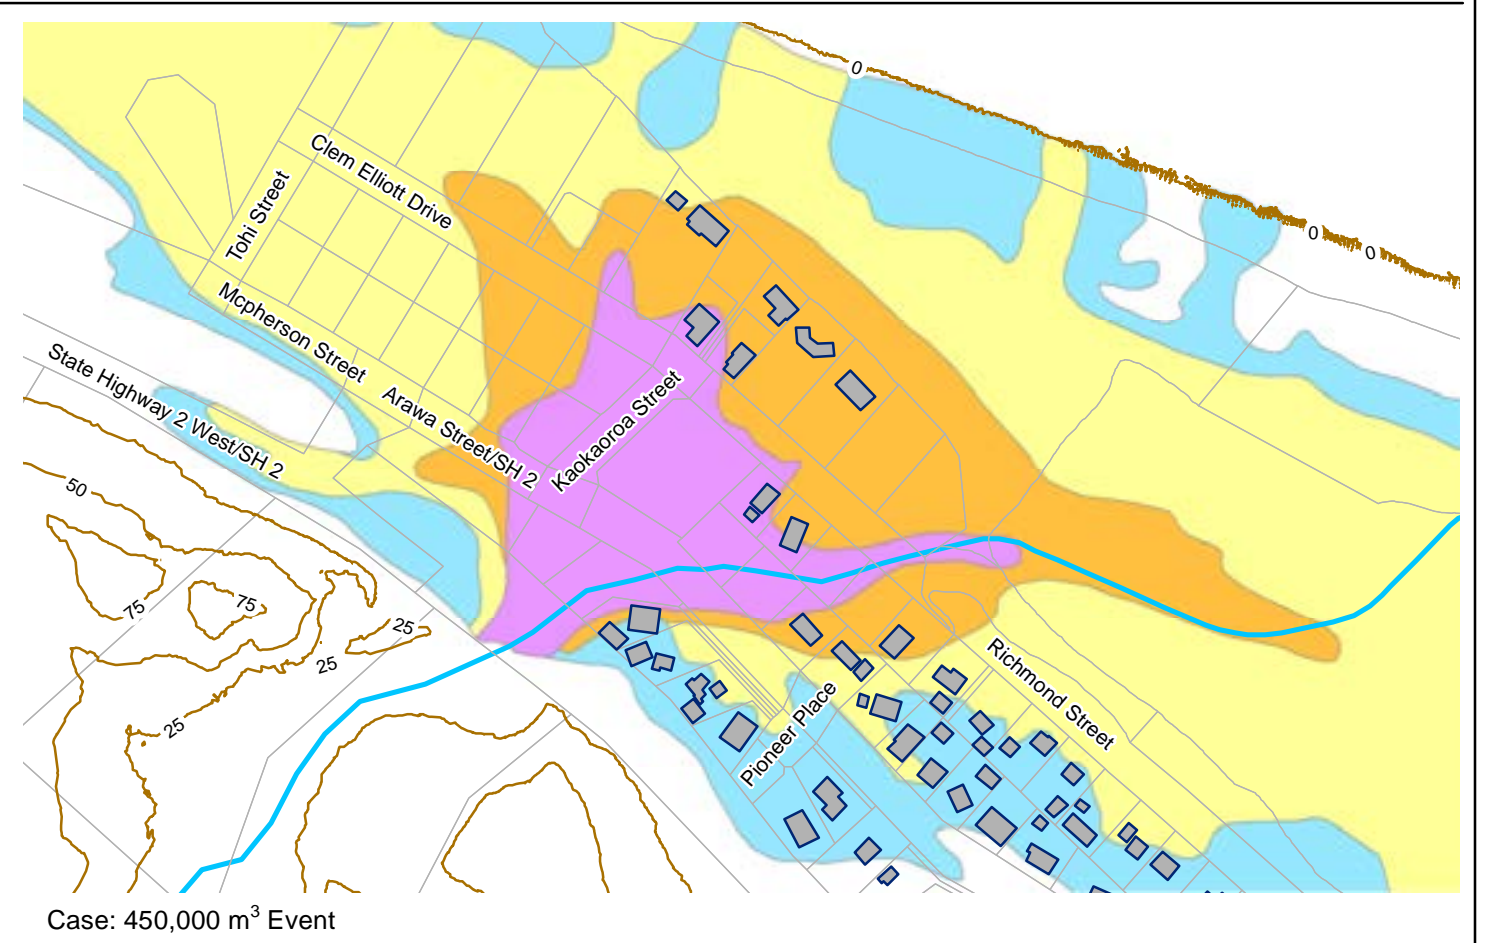 0
Clem Elliott Drive
Tohi Street
0
0
Mcpherson Street
State Highway 2 West/SH 2
Arawa Street/SH 2
Kaokaoroa Street
50
75
75
25
25
25
Richmond Street
Pioneer Place
Case: 450,000 m³ Event